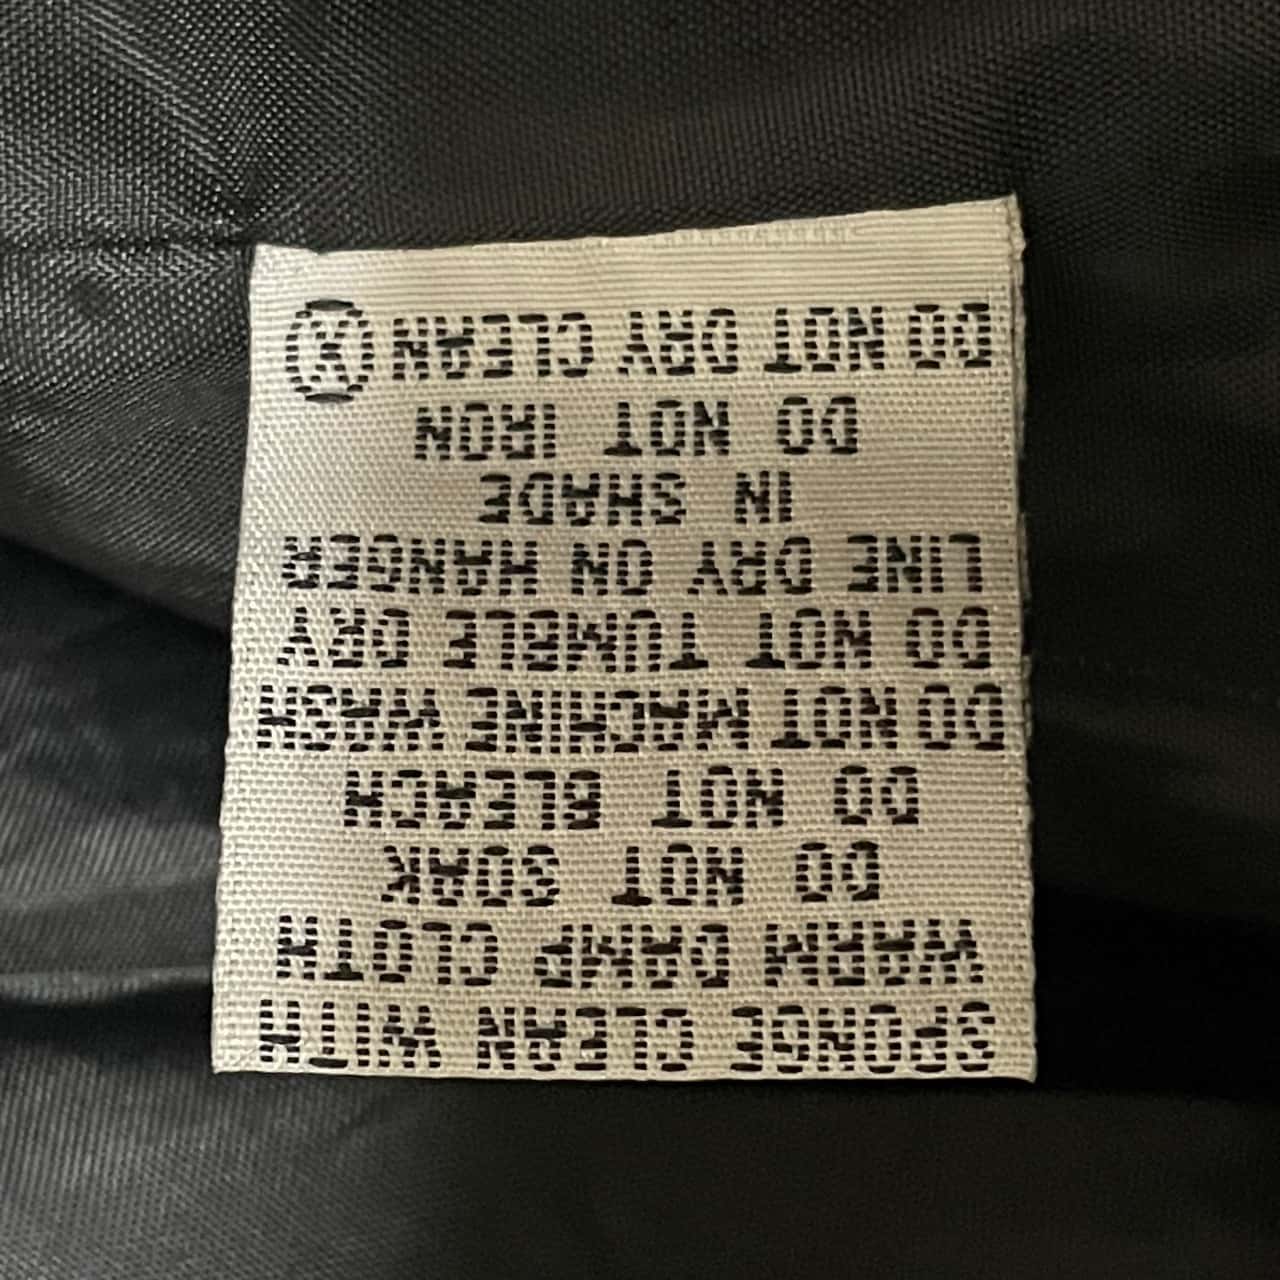 SPONGE CLEAN WITH
WARM DAMP CLOTH
DO NOT SOAK
DO NOT BLEACH
DO NOT MACHINE WASH
DO NOT TUMBLE DRY
LINE DRY ON HANGER
IN SHADE
DO NOT IRON
DO NOT DRY CLEAN